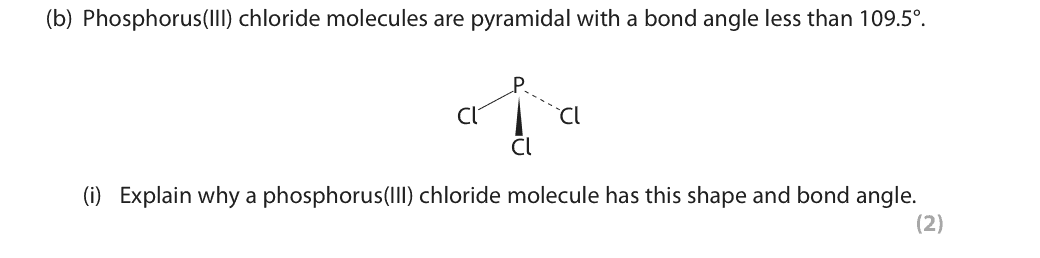 (b) Phosphorus(III) chloride molecules are pyramidal with a bond angle less than 109.5°.
P
Cl Cl
Cl
(i) Explain why a phosphorus(III) chloride molecule has this shape and bond angle.
(2)